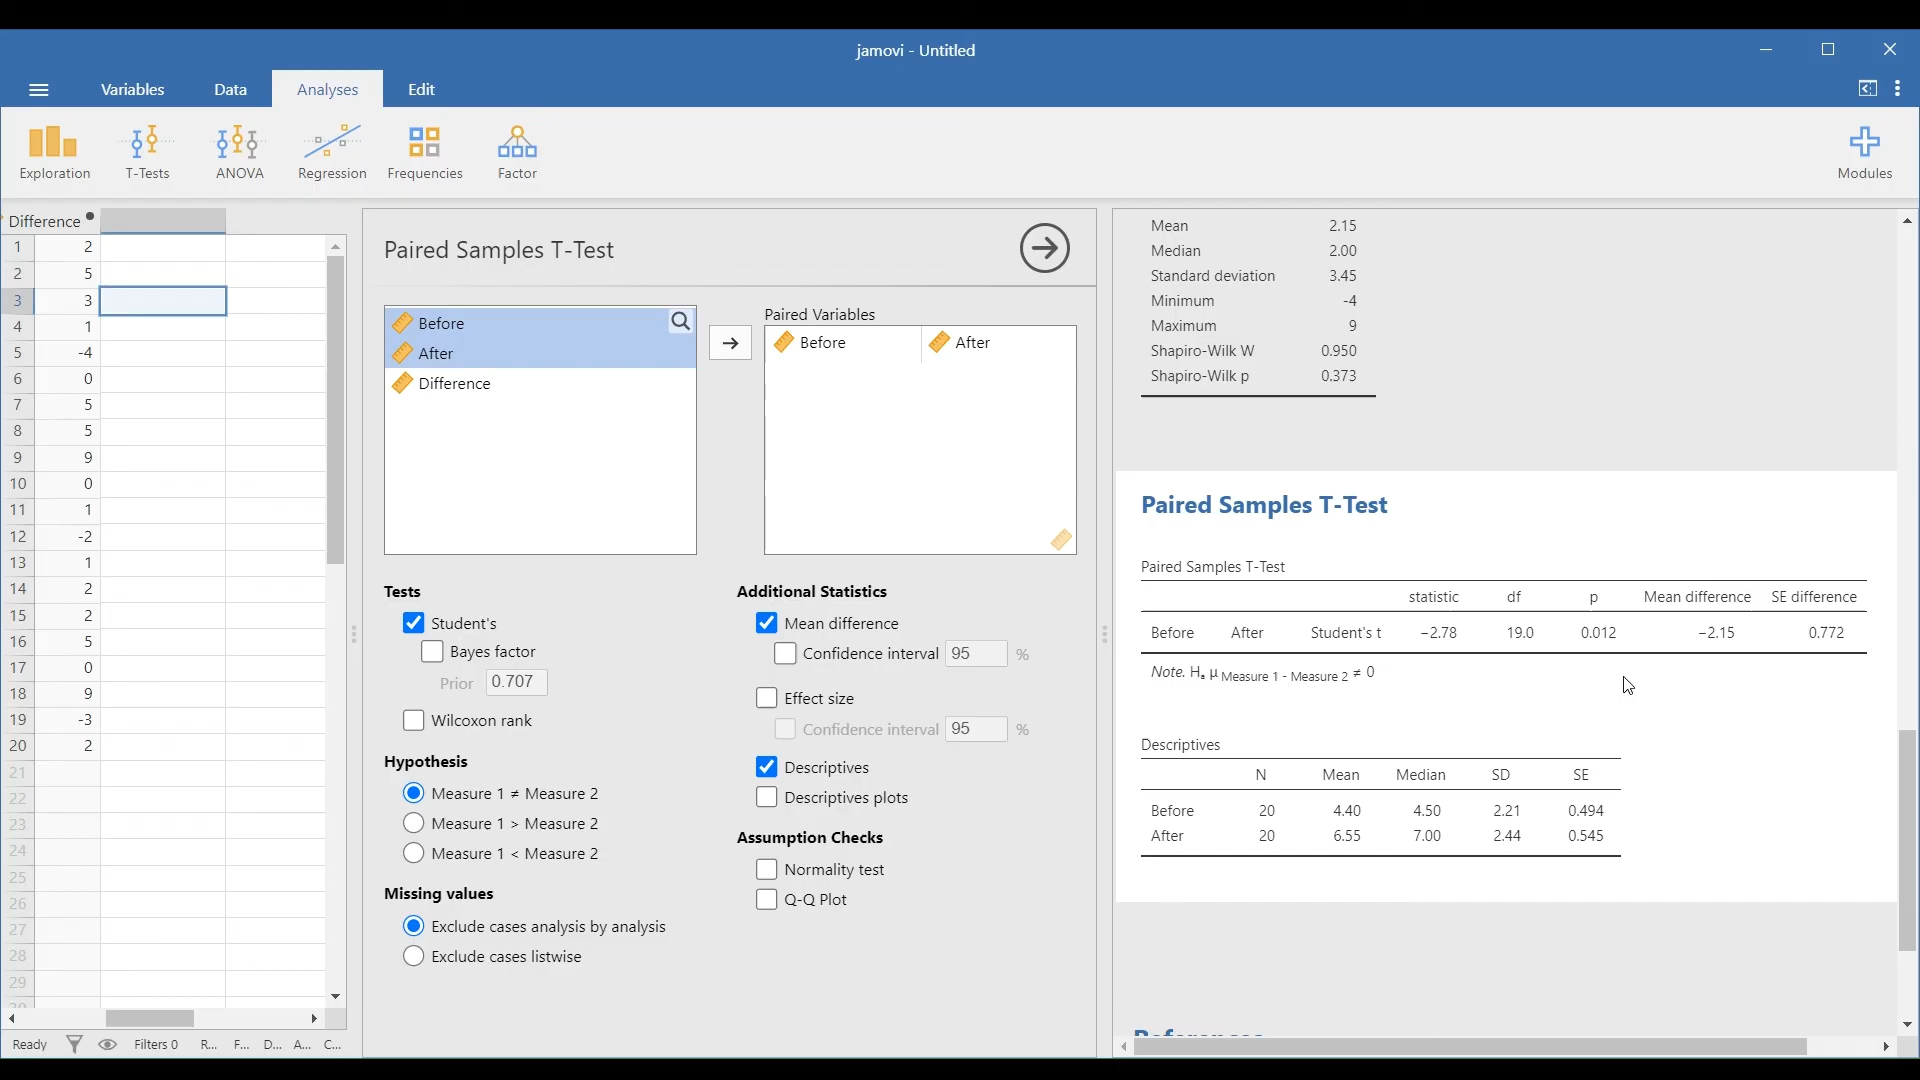 jamovi - Untitled
Variables Data Analyses Edit
Exploration T-Tests ANOVA Regression Frequencies Factor Modules
Difference
1 2
2 5
3 3
4 1
5 -4
6 0
7 5
8 5
9 9
10 0
11 1
12 -2
13 1
14 2
15 2
16 5
17 0
18 9
19 -3
20 2
21
22
23
24
25
26
27
28
29
Ready Filters 0 R... F... D... A... C...
Paired Samples T-Test
Before
After
Difference
Paired Variables
Before After
Tests
Student's
Bayes factor
Prior 0.707
Wilcoxon rank
Hypothesis
Measure 1 ≠ Measure 2
Measure 1 > Measure 2
Measure 1 < Measure 2
Missing values
Exclude cases analysis by analysis
Exclude cases listwise
Additional Statistics
Mean difference
Confidence interval 95 %
Effect size
Confidence interval 95 %
Descriptives
Descriptives plots
Assumption Checks
Normality test
Q-Q Plot
Mean 2.15
Median 2.00
Standard deviation 3.45
Minimum -4
Maximum 9
Shapiro-Wilk W 0.950
Shapiro-Wilk p 0.373
Paired Samples T-Test
Paired Samples T-Test
statistic df p Mean difference SE difference
Before After Student's t -2.78 19.0 0.012 -2.15 0.772
Note. Hₐ μ Measure 1 - Measure 2 ≠ 0
Descriptives
N Mean Median SD SE
Before 20 4.40 4.50 2.21 0.494
After 20 6.55 7.00 2.44 0.545